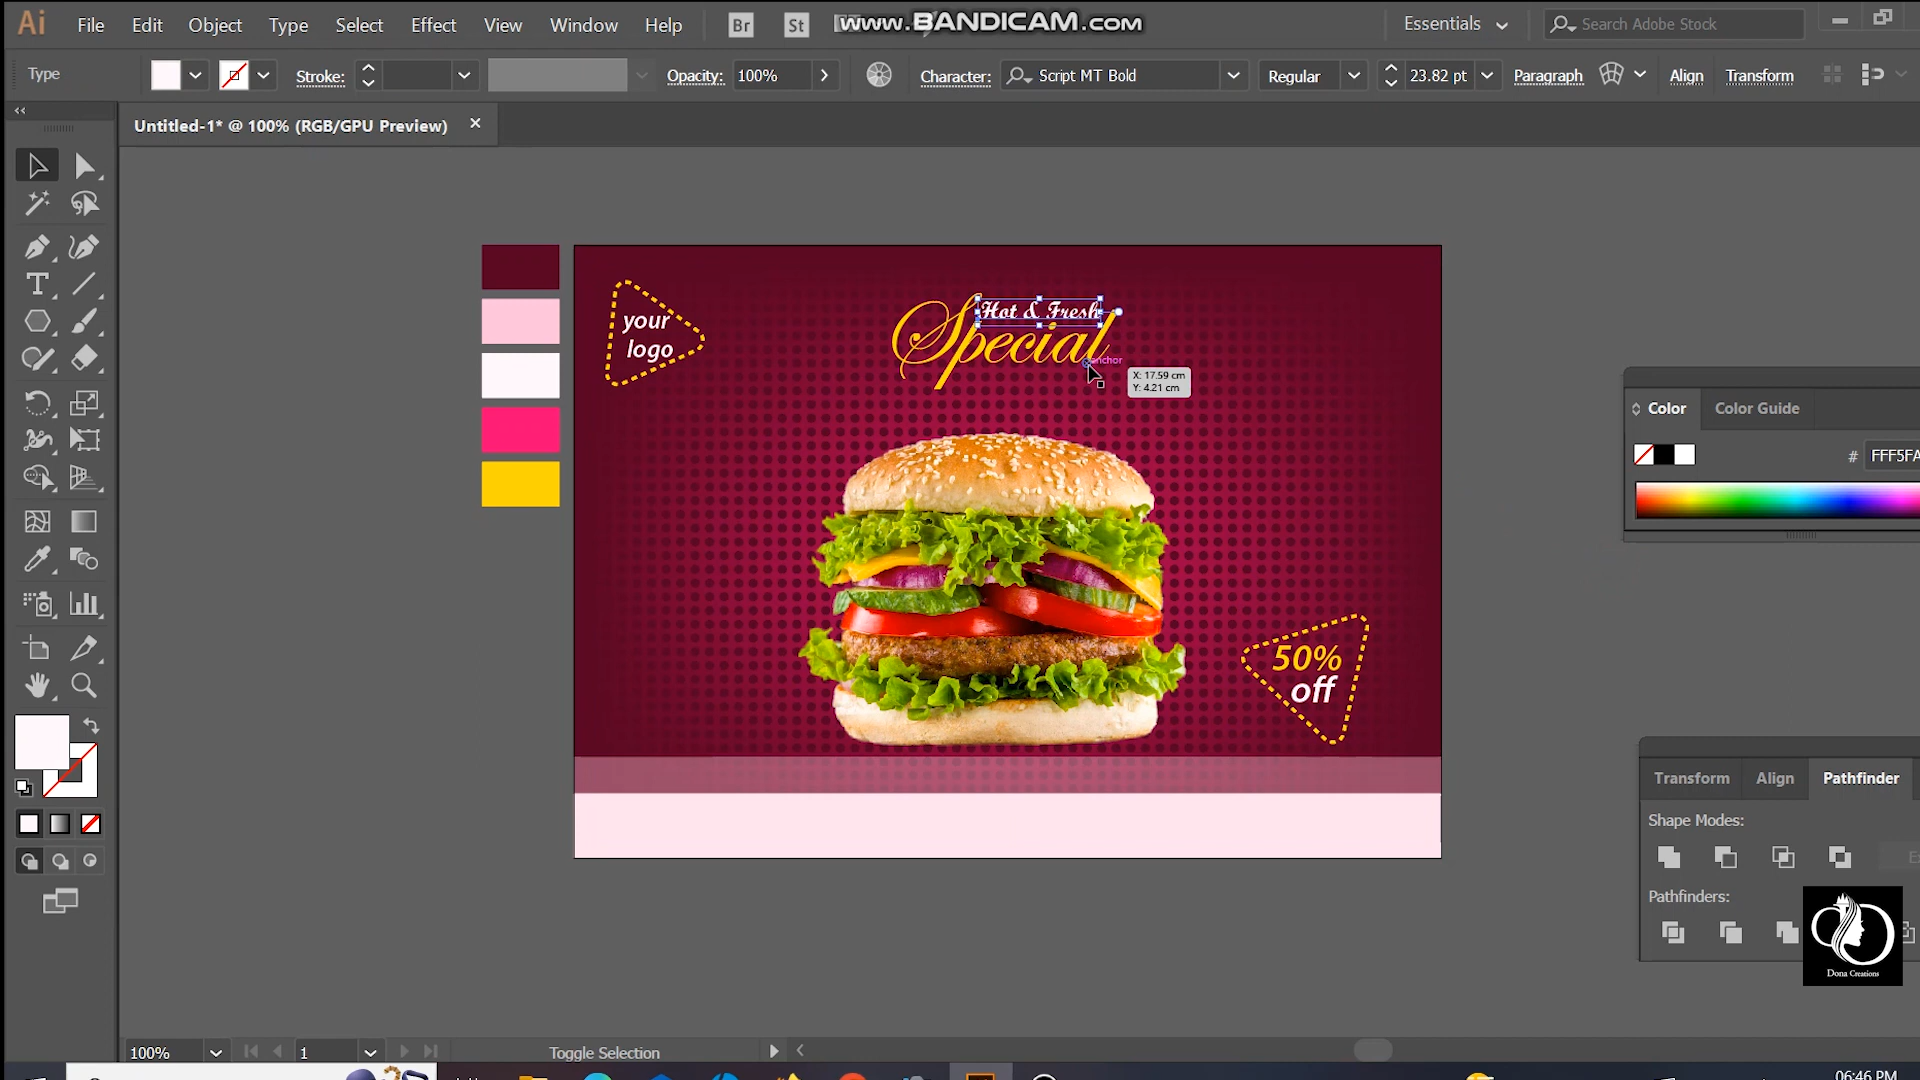 Ai File Edit Object Type Select Effect View Window Help Br St www.BANDICAM.com Essentials Search Adobe Stock
Type Stroke: Opacity: 100% Character: Script MT Bold Regular 23.82 pt Paragraph Align Transform
Untitled-1* @ 100% (RGB/GPU Preview)
your
logo
Hot & Fresh
Special
anchor
X: 17.59 cm
Y: 4.21 cm
50%
off
Color Color Guide
# FFF5FA
Transform Align Pathfinder
Shape Modes:
Pathfinders:
Dona Creations
100% 1 Toggle Selection
06:46 PM